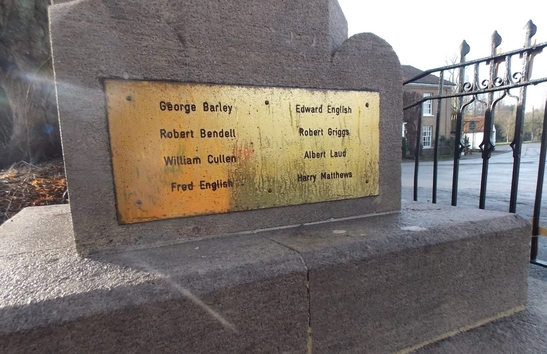 George Barley
Robert Bendell
William Cullen
Fred English
Edward English
Robert Griggs
Albert Laud
Harry Matthews